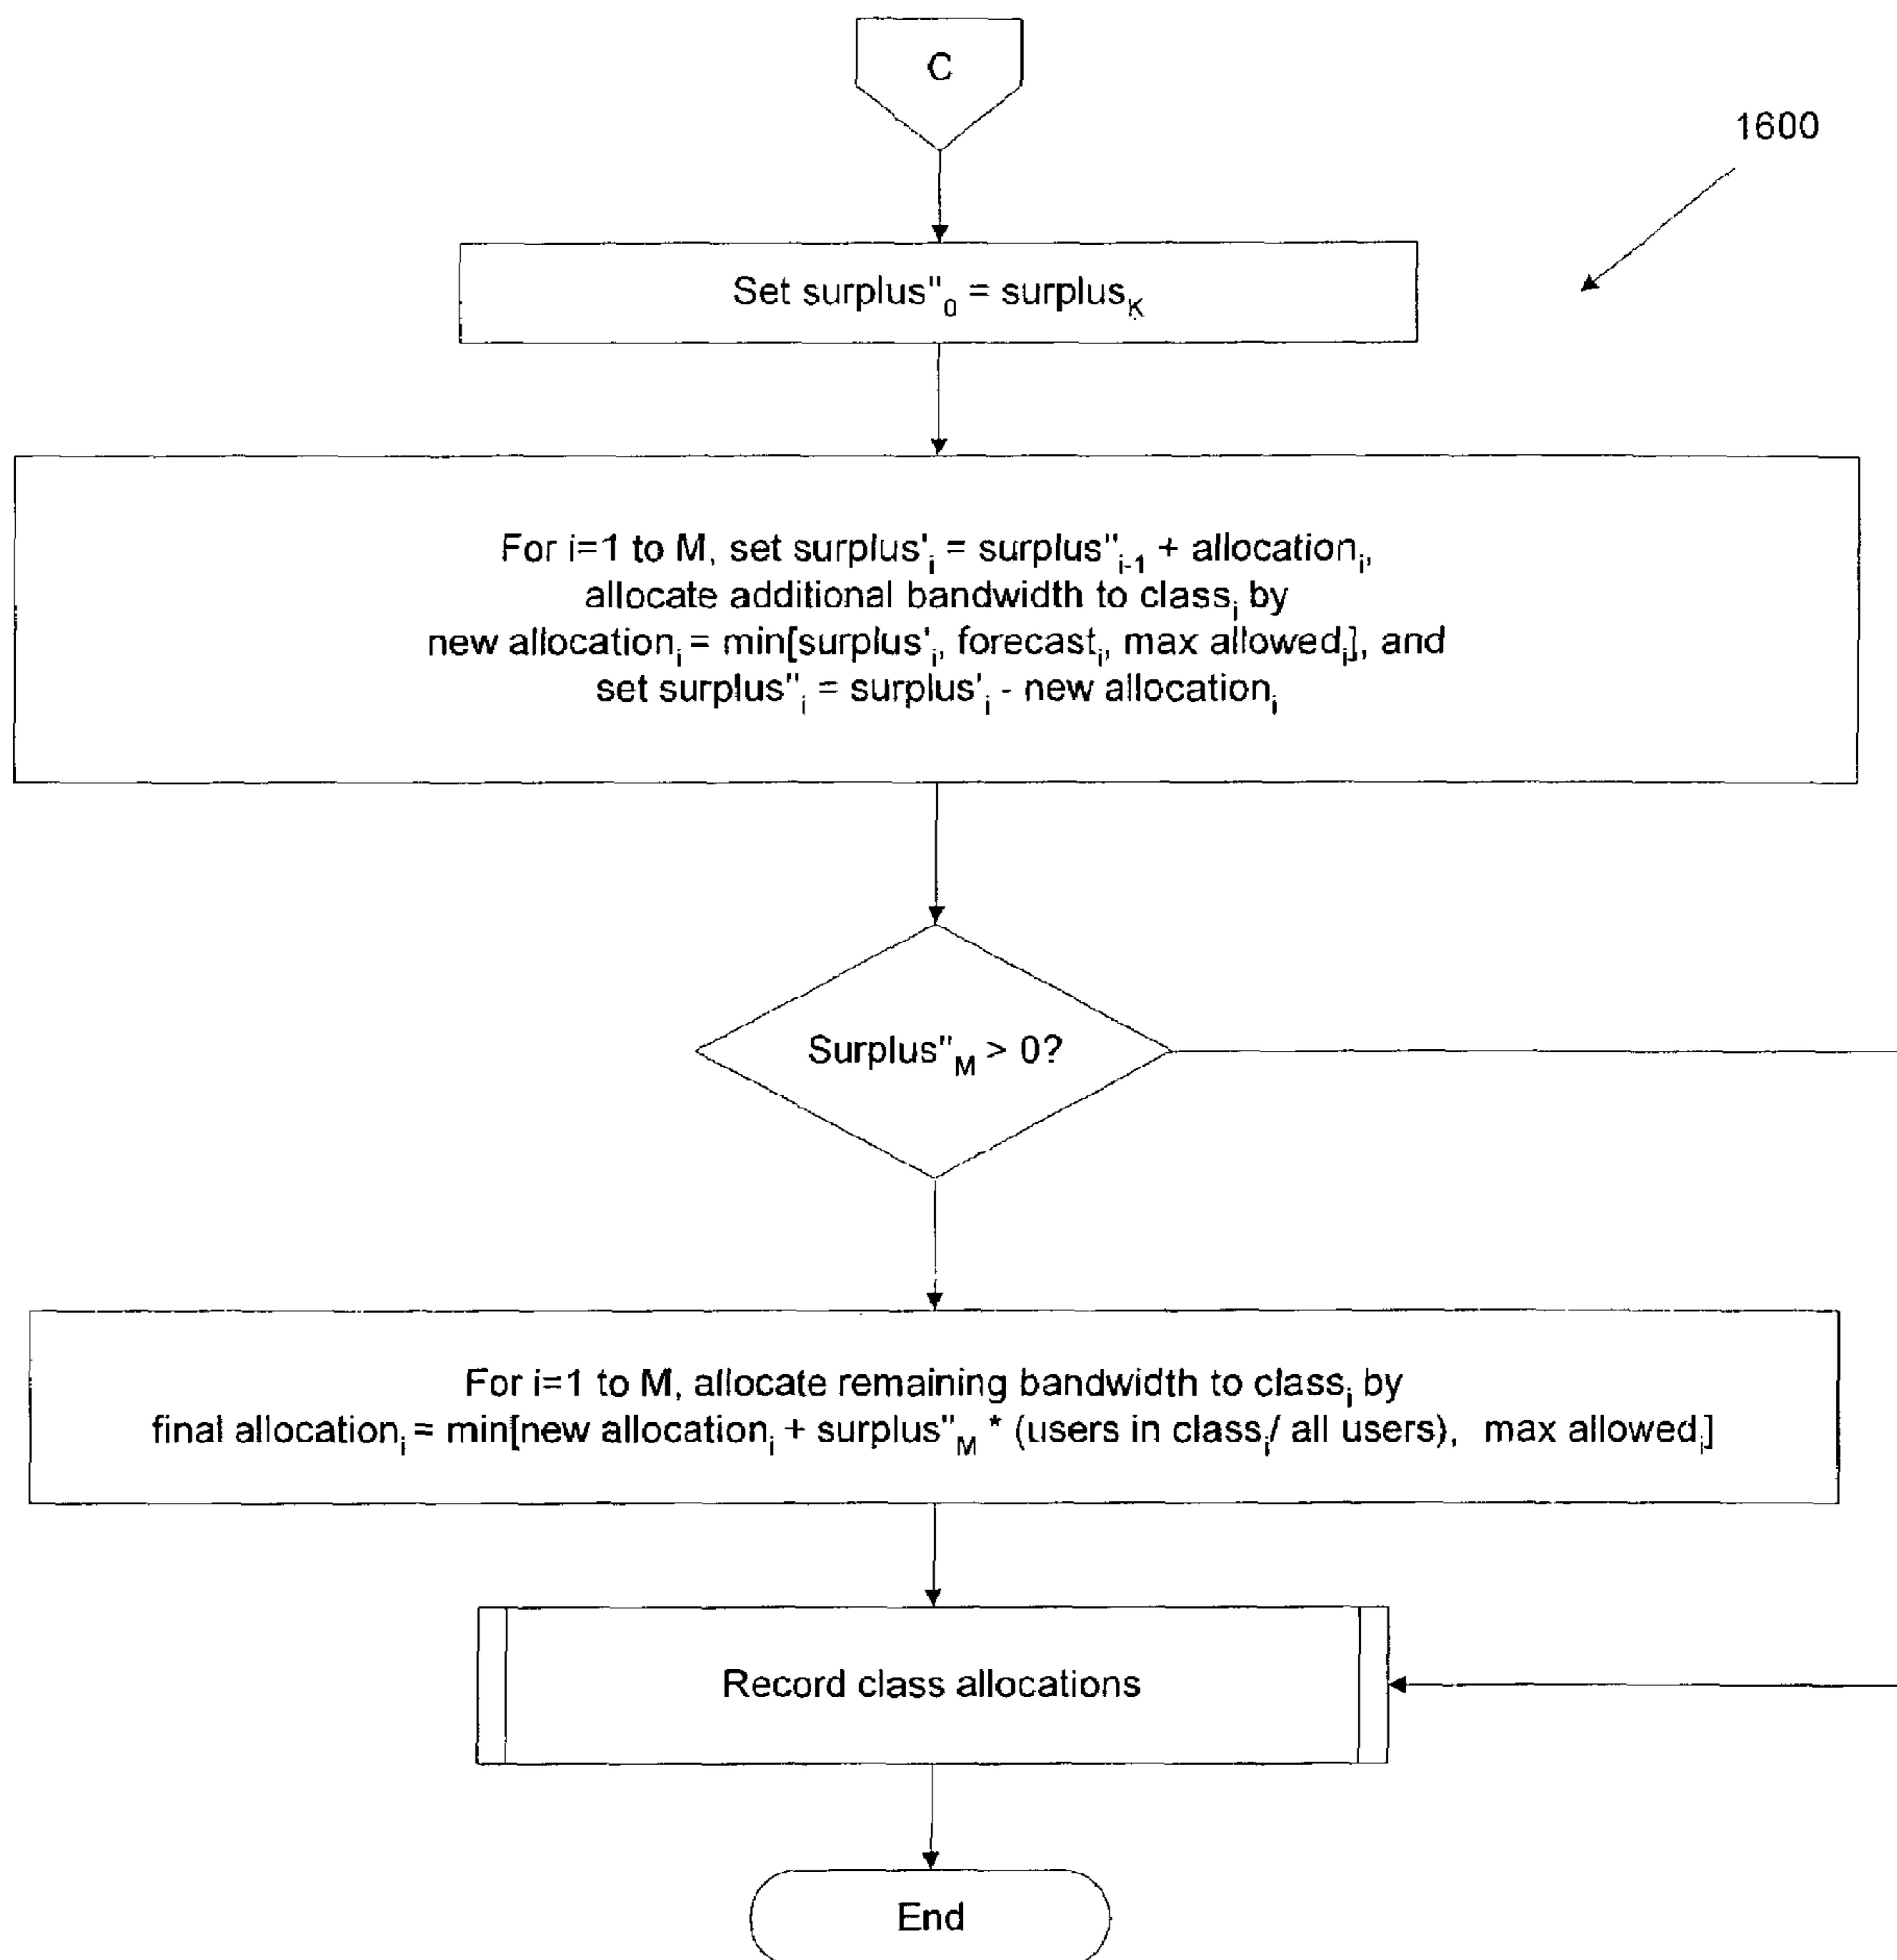 C
1600
Set surplus"₀ = surplus_K
For i=1 to M, set surplus'ᵢ = surplus"ᵢ₋₁ + allocationᵢ,
allocate additional bandwidth to classᵢ by
new allocationᵢ = min[surplus'ᵢ, forecastᵢ, max allowedᵢ], and
set surplus"ᵢ = surplus'ᵢ - new allocationᵢ
Surplus"_M > 0?
For i=1 to M, allocate remaining bandwidth to classᵢ by
final allocationᵢ = min[new allocationᵢ + surplus"_M * (users in classᵢ/ all users), max allowedᵢ]
Record class allocations
End